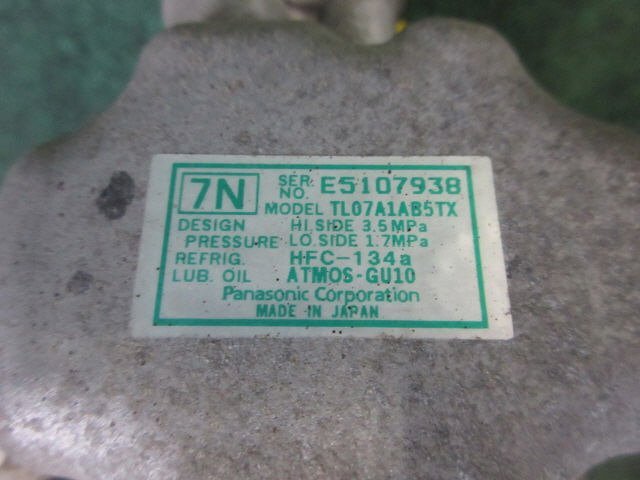 7N SER. NO. E5107938
MODEL TL07A1AB5TX
DESIGN HI.SIDE 3.5MPa
PRESSURE LO.SIDE 1.7MPa
REFRIG. HFC-134a
LUB. OIL ATMOS-GU10
Panasonic Corporation
MADE IN JAPAN